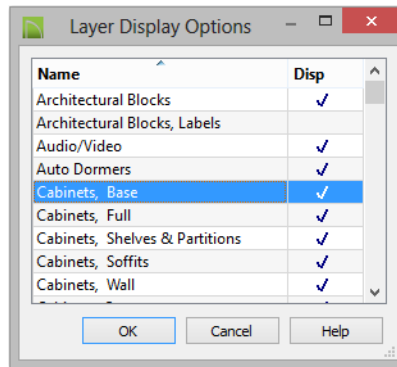 Layer Display Options
Name Disp
Architectural Blocks
Architectural Blocks, Labels
Audio/Video
Auto Dormers
Cabinets, Base
Cabinets, Full
Cabinets, Shelves & Partitions
Cabinets, Soffits
Cabinets, Wall
OK Cancel Help